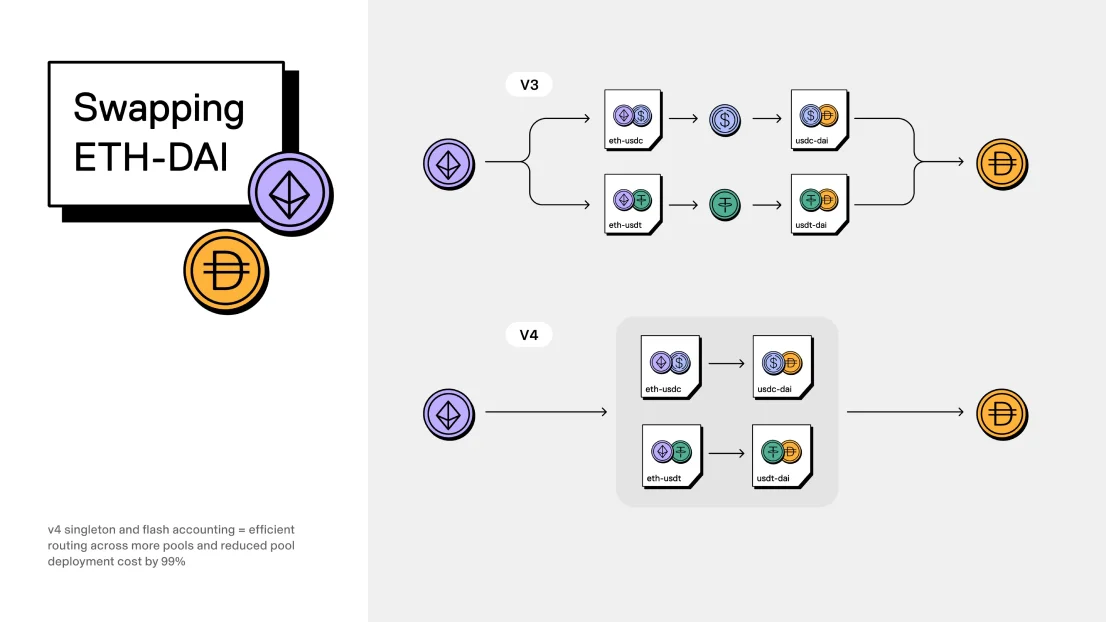 Swapping
ETH-DAI
v4 singleton and flash accounting = efficient
routing across more pools and reduced pool
deployment cost by 99%
V3
eth-usdc
usdc-dai
eth-usdt
usdt-dai
V4
eth-usdc
usdc-dai
eth-usdt
usdt-dai